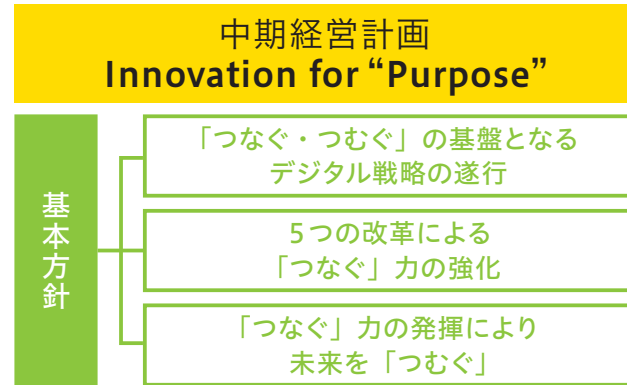 中期経営計画
Innovation for “Purpose”
基本方針
「つなぐ・つむぐ」の基盤となる
デジタル戦略の遂行
5つの改革による
「つなぐ」力の強化
「つなぐ」力の発揮により
未来を「つむぐ」